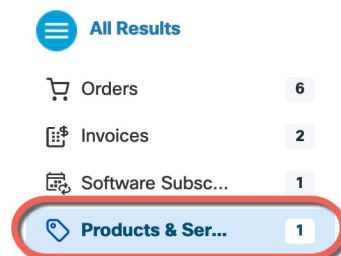 All Results
Orders 6
Invoices 2
Software Subsc... 1
Products & Ser... 1